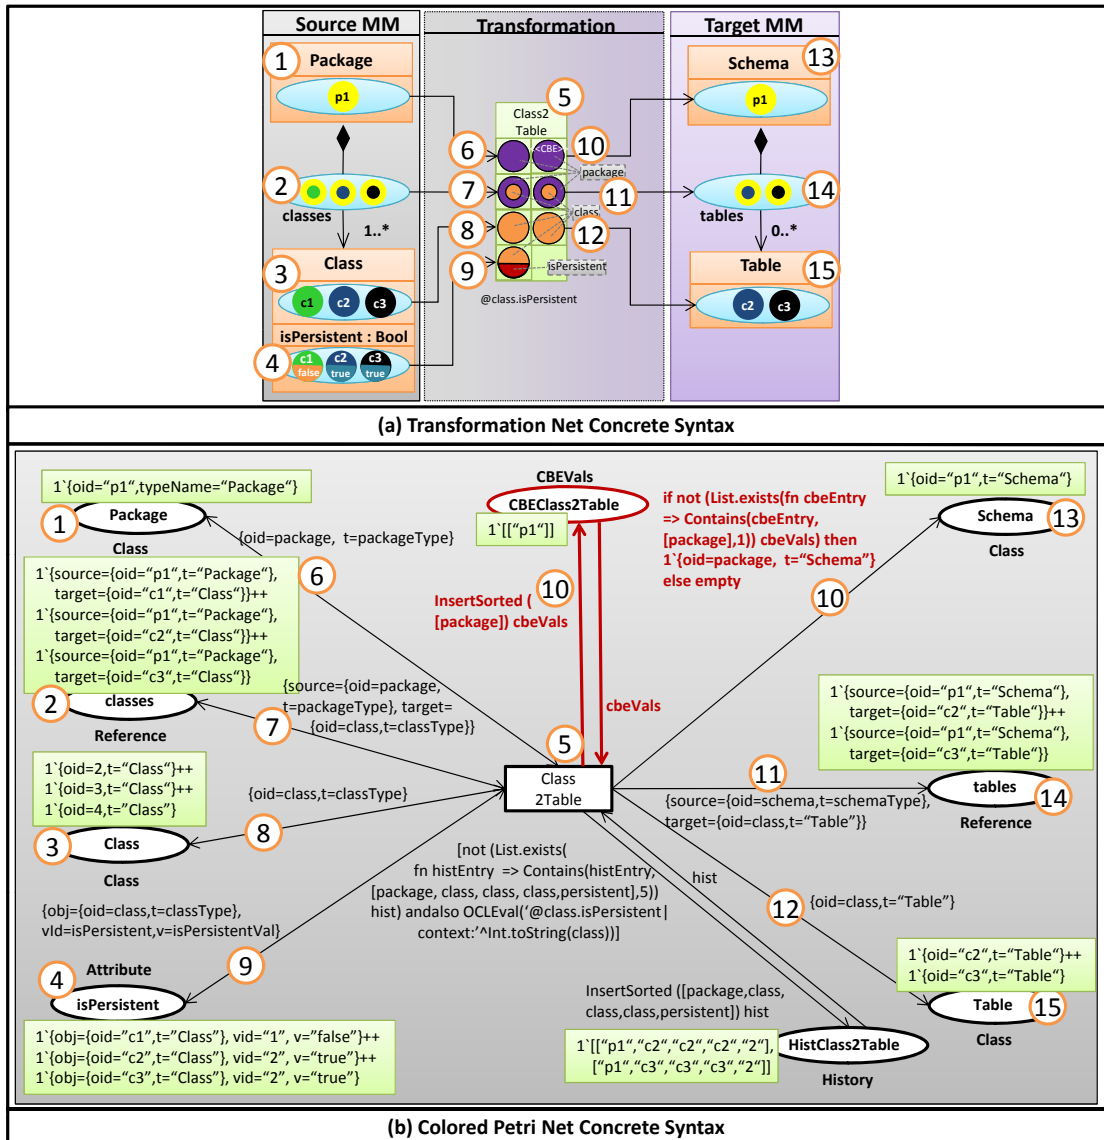 Source MM
Transformation
Target MM
1
Package
p1
5
Class2
Table
Schema
13
p1
6
<CBE>
10
package
2
classes
7
11
tables
14
1..*
8
class
12
0..*
3
Class
c1
c2
c3
9
isPersistent
@class.isPersistent
Table
15
c2
c3
isPersistent : Bool
4
c1
false
c2
true
c3
true
(a) Transformation Net Concrete Syntax
1`{oid=“p1“,typeName=“Package“}
Package
1
Class
{oid=package, t=packageType}
6
CBEVals
CBEClass2Table
1`[[“p1“]]
if not (List.exists(fn cbeEntry
=> Contains(cbeEntry,
[package],1)) cbeVals) then
1`{oid=package, t=“Schema“}
else empty
1`{oid=“p1“,t=“Schema“}
Schema
13
Class
10
InsertSorted (
[package]) cbeVals
10
1`{source={oid=“p1“,t=“Package“},
target={oid=“c1“,t=“Class“}}++
1`{source={oid=“p1“,t=“Package“},
target={oid=“c2“,t=“Class“}}++
1`{source={oid=“p1“,t=“Package“},
target={oid=“c3“,t=“Class“}}
2
classes
Reference
{source={oid=package,
t=packageType}, target=
{oid=class,t=classType}}
7
cbeVals
5
Class
2Table
1`{source={oid=“p1“,t=“Schema“},
target={oid=“c2“,t=“Table“}}++
1`{source={oid=“p1“,t=“Schema“},
target={oid=“c3“,t=“Table“}}
11
{source={oid=schema,t=schemaType},
target={oid=class,t=“Table“}}
tables
14
Reference
1`{oid=2,t=“Class“}++
1`{oid=3,t=“Class“}++
1`{oid=4,t=“Class“}
{oid=class,t=classType}
8
3
Class
Class
[not (List.exists(
fn histEntry => Contains(histEntry,
[package, class, class, class,persistent],5))
hist) andalso OCLEval(‘@class.isPersistent|
context:’^Int.toString(class))]
hist
12
{oid=class,t=“Table“}
{obj={oid=class,t=classType},
vId=isPersistent,v=isPersistentVal}
9
4
Attribute
isPersistent
1`{obj={oid=“c1“,t=“Class“}, vid=“1“, v=“false“}++
1`{obj={oid=“c2“,t=“Class“}, vid=“2“, v=“true“}++
1`{obj={oid=“c3“,t=“Class“}, vid=“2“, v=“true“}
1`{oid=“c2“,t=“Table“}++
1`{oid=“c3“,t=“Table“}
Table
15
Class
InsertSorted ([package,class,
class,class,persistent]) hist
1`[[“p1“,“c2“,“c2“,“c2“,“2“],
[“p1“,“c3“,“c3“,“c3“,“2“]]
HistClass2Table
History
(b) Colored Petri Net Concrete Syntax